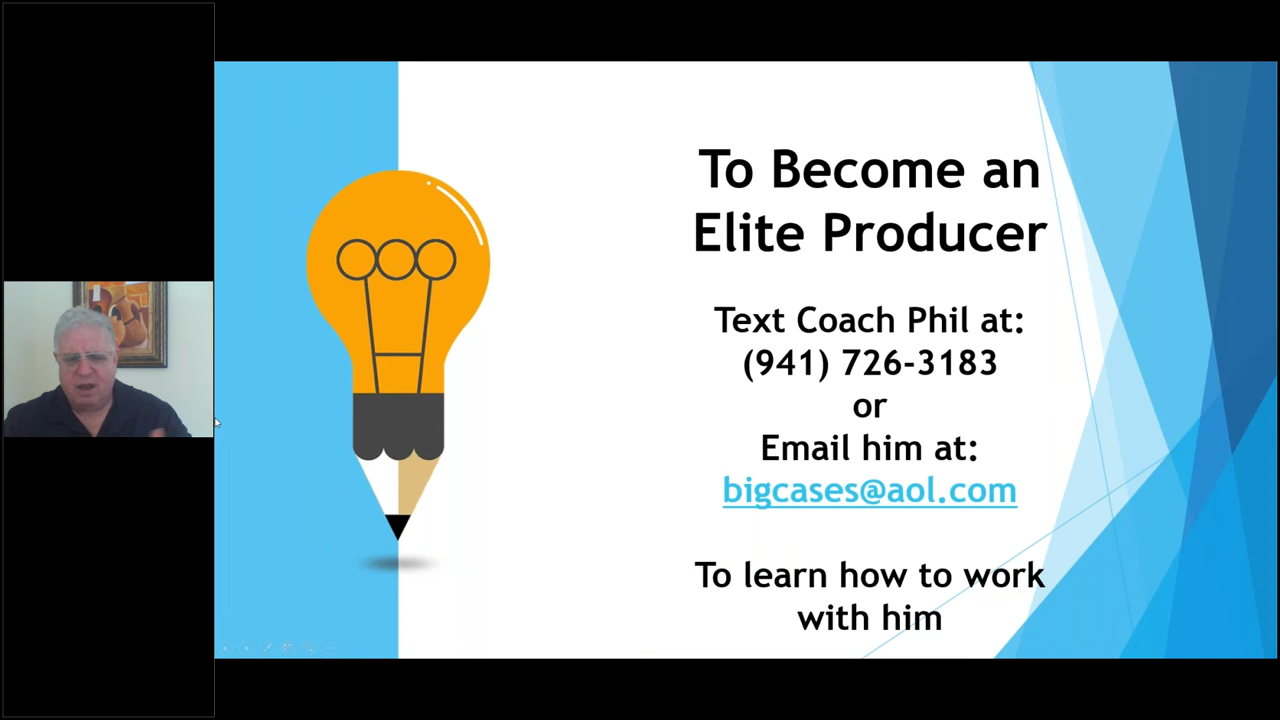 To Become an
Elite Producer
Text Coach Phil at:
(941) 726-3183
or
Email him at:
bigcases@aol.com
To learn how to work
with him